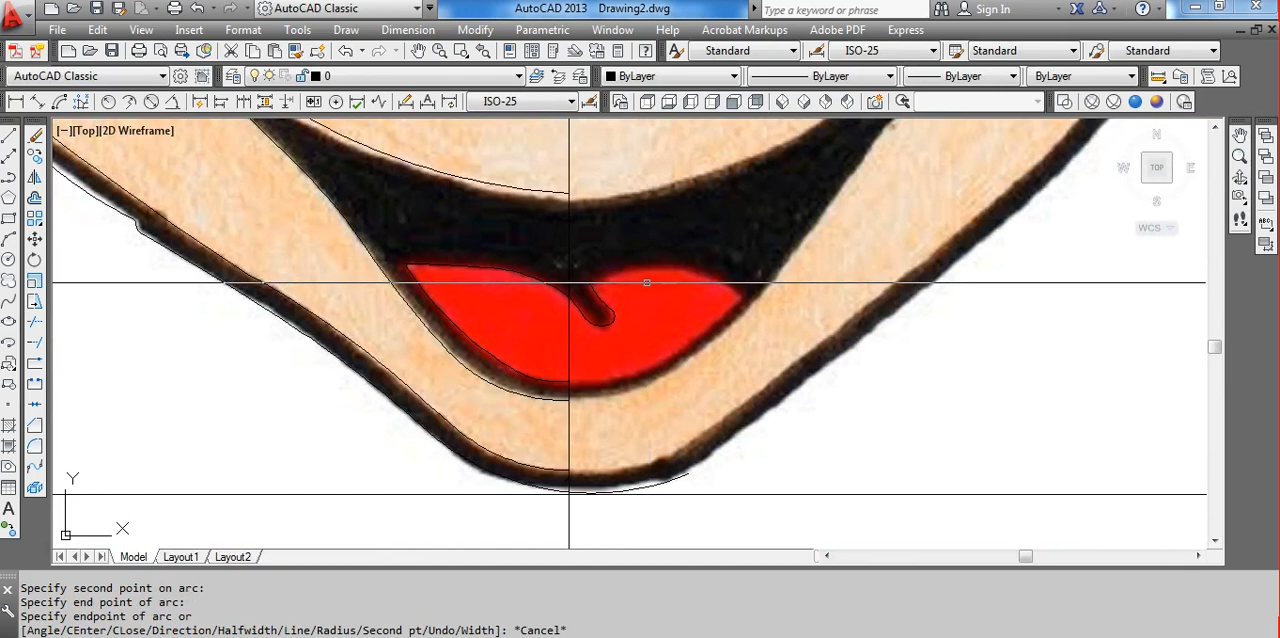 AutoCAD Classic
AutoCAD 2013 Drawing2.dwg
Type a keyword or phrase
Sign In
File Edit View Insert Format Tools Draw Dimension Modify Parametric Window Help Acrobat Markups Adobe PDF Express
Standard ISO-25 Standard Standard
AutoCAD Classic 0 ByLayer ByLayer ByLayer ByLayer
ISO-25
[−][Top][2D Wireframe]
N
W TOP E
S
WCS
A
Y
X
Model Layout1 Layout2
Specify second point on arc:
Specify end point of arc:
Specify endpoint of arc or
[Angle/CEnter/CLose/Direction/Halfwidth/Line/Radius/Second pt/Undo/Width]: *Cancel*